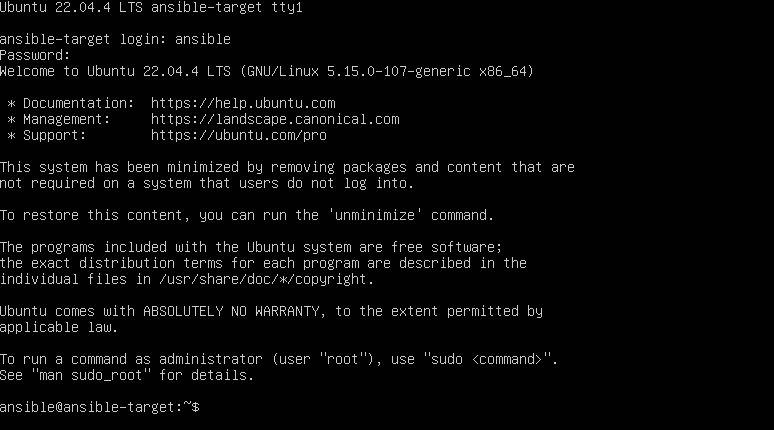 Ubuntu 22.04.4 LTS ansible-target tty1
ansible-target login: ansible
Password:
Welcome to Ubuntu 22.04.4 LTS (GNU/Linux 5.15.0-107-generic x86_64)
* Documentation:  https://help.ubuntu.com
* Management:     https://landscape.canonical.com
* Support:        https://ubuntu.com/pro
This system has been minimized by removing packages and content that are
not required on a system that users do not log into.
To restore this content, you can run the 'unminimize' command.
The programs included with the Ubuntu system are free software;
the exact distribution terms for each program are described in the
individual files in /usr/share/doc/*/copyright.
Ubuntu comes with ABSOLUTELY NO WARRANTY, to the extent permitted by
applicable law.
To run a command as administrator (user "root"), use "sudo <command>".
See "man sudo_root" for details.
ansible@ansible-target:~$